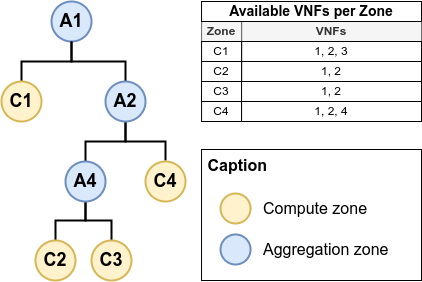 A1
C1
A2
A4
C4
C2
C3
Available VNFs per Zone
Zone VNFs
C1 1, 2, 3
C2 1, 2
C3 1, 2
C4 1, 2, 4
Caption
Compute zone
Aggregation zone